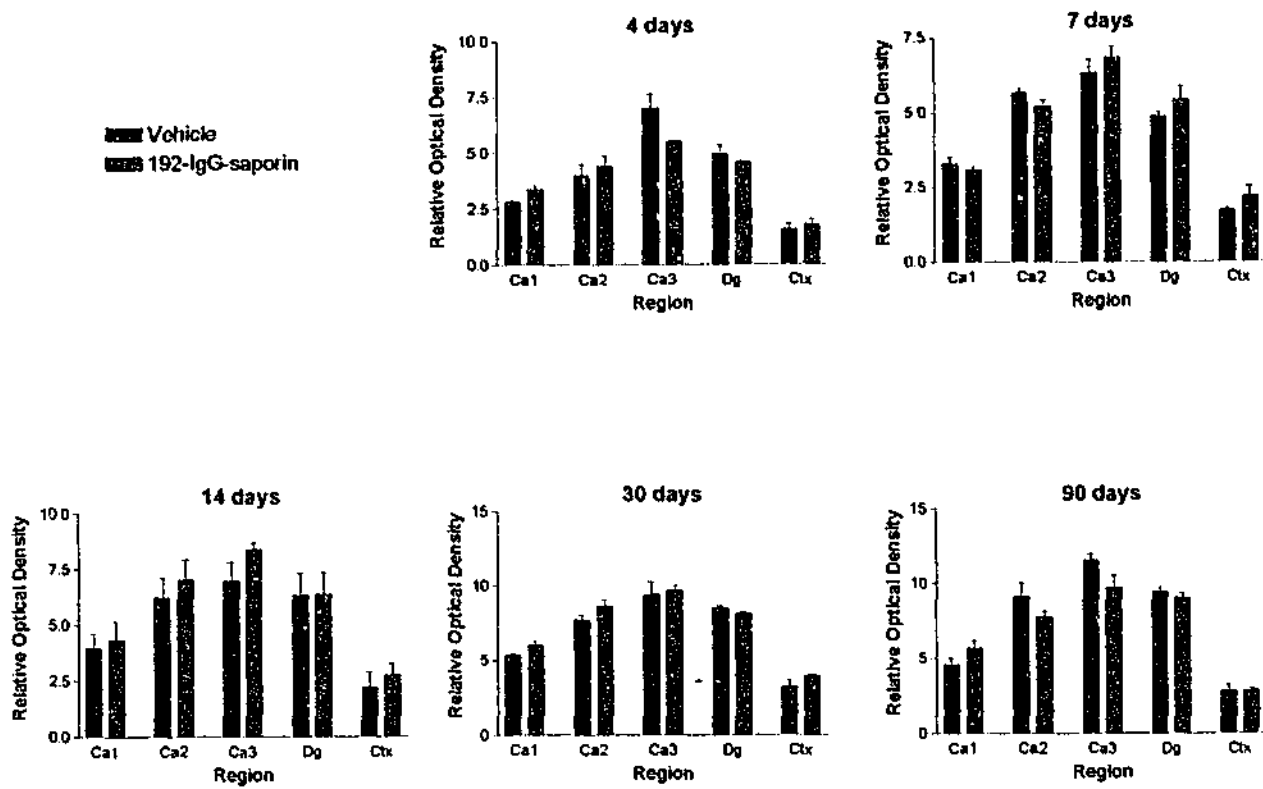 Vehicle
192-IgG-saporin
4 days
Relative Optical Density
10.0
7.5
5.0
2.5
0.0
Ca1 Ca2 Ca3 Dg Ctx
Region
7 days
Relative Optical Density
7.5
5.0
2.5
0.0
Ca1 Ca2 Ca3 Dg Ctx
Region
14 days
Relative Optical Density
10.0
7.5
5.0
2.5
0.0
Ca1 Ca2 Ca3 Dg Ctx
Region
30 days
Relative Optical Density
15
10
5
0
Ca1 Ca2 Ca3 Dg Ctx
Region
90 days
Relative Optical Density
15
10
5
0
Ca1 Ca2 Ca3 Dg Ctx
Region